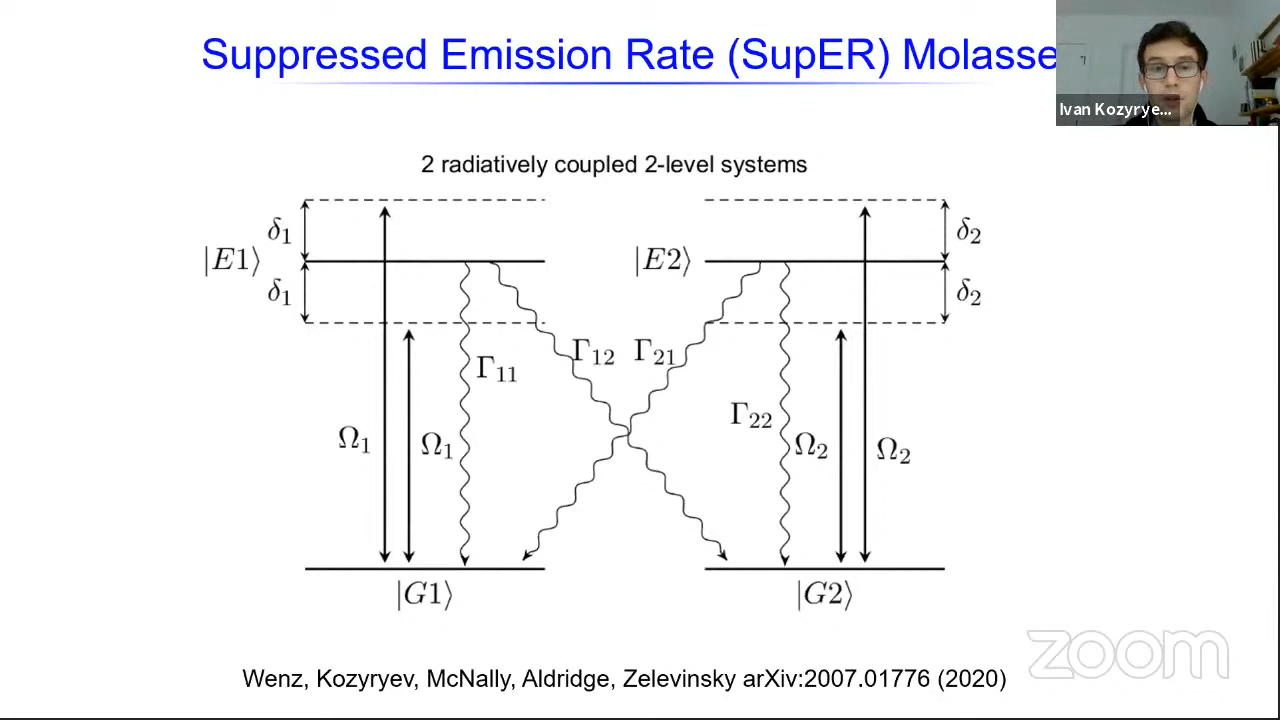 Suppressed Emission Rate (SupER) Molasse
Ivan Kozyrye...
2 radiatively coupled 2-level systems
δ₁
δ₂
|E1⟩
|E2⟩
δ₁
δ₂
Γ₁₂
Γ₂₁
Γ₁₁
Γ₂₂
Ω₁
Ω₁
Ω₂
Ω₂
|G1⟩
|G2⟩
zoom
Wenz, Kozyryev, McNally, Aldridge, Zelevinsky arXiv:2007.01776 (2020)